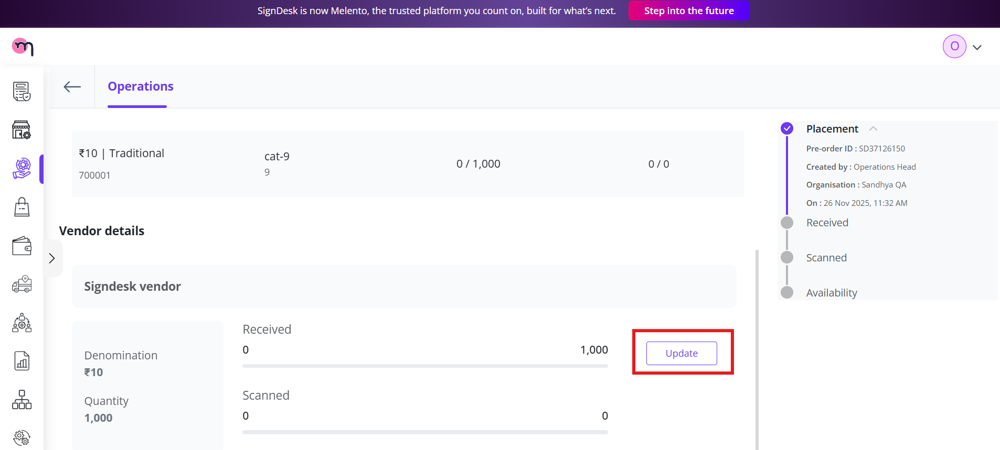 SignDesk is now Melento, the trusted platform you count on, built for what’s next.
Step into the future
m
O
Operations
₹10 | Traditional
700001
cat-9
9
0 / 1,000
0 / 0
Placement
Pre-order ID : SD37126150
Created by : Operations Head
Organisation : Sandhya QA
On : 26 Nov 2025, 11:32 AM
Received
Scanned
Availability
Vendor details
Signdesk vendor
Denomination
₹10
Quantity
1,000
Received
0
1,000
Update
Scanned
0
0